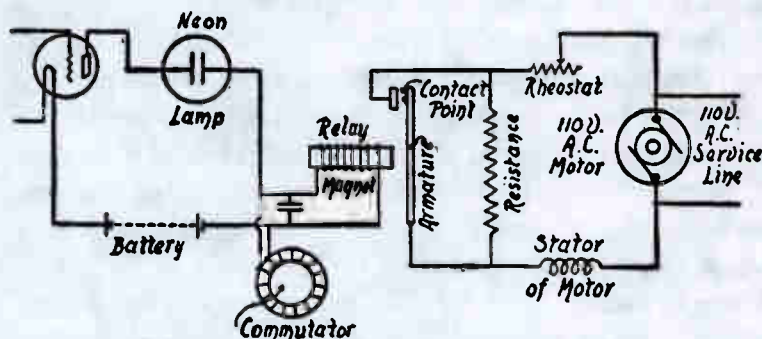 Neon
Lamp
Relay
Magnet
Battery
Commutator
Contact
Point
Armature
Resistance
Rheostat
110V.
A.C.
Motor
110V.
A.C.
Service
Line
Stator
of Motor